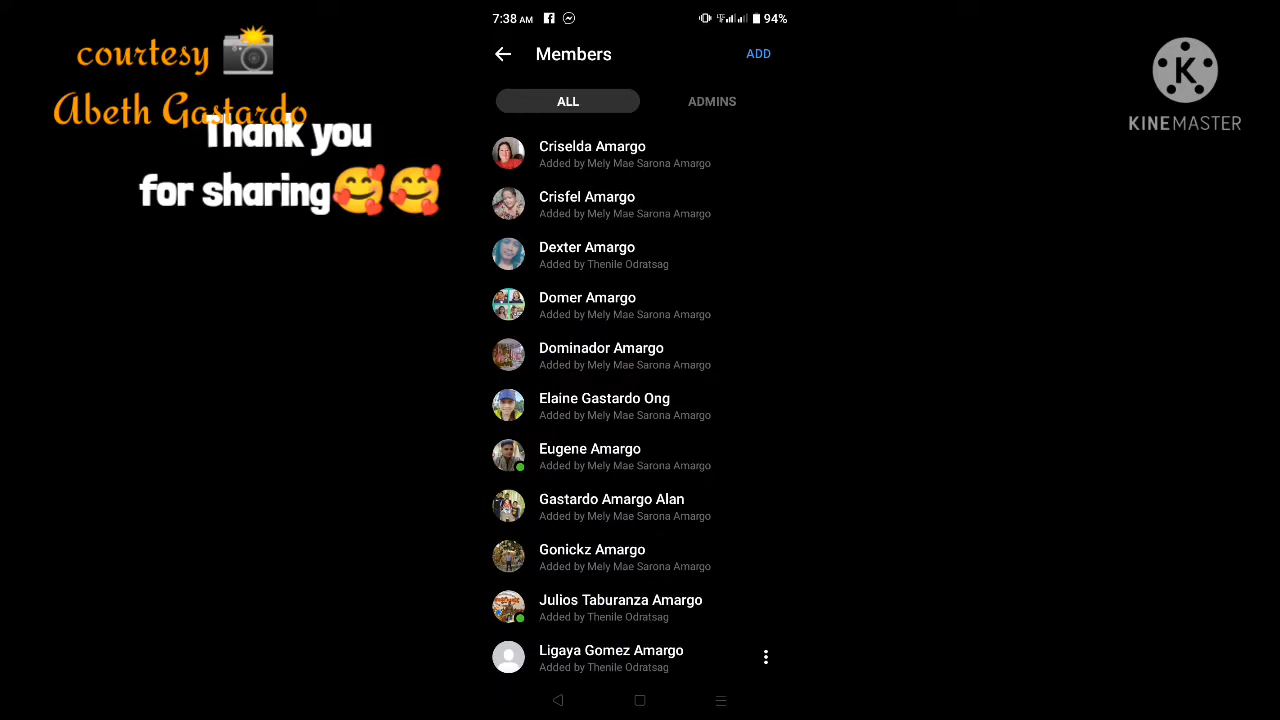 7:38 AM
94%
courtesy 📸
Abeth Gastardo
Thank you
for sharing🥰🥰
Members
ADD
ALL
ADMINS
Criselda Amargo
Added by Mely Mae Sarona Amargo
Crisfel Amargo
Added by Mely Mae Sarona Amargo
Dexter Amargo
Added by Thenile Odratsag
Domer Amargo
Added by Mely Mae Sarona Amargo
Dominador Amargo
Added by Mely Mae Sarona Amargo
Elaine Gastardo Ong
Added by Mely Mae Sarona Amargo
Eugene Amargo
Added by Mely Mae Sarona Amargo
Gastardo Amargo Alan
Added by Mely Mae Sarona Amargo
Gonickz Amargo
Added by Mely Mae Sarona Amargo
Julios Taburanza Amargo
Added by Thenile Odratsag
Ligaya Gomez Amargo
Added by Thenile Odratsag
K
KINEMASTER